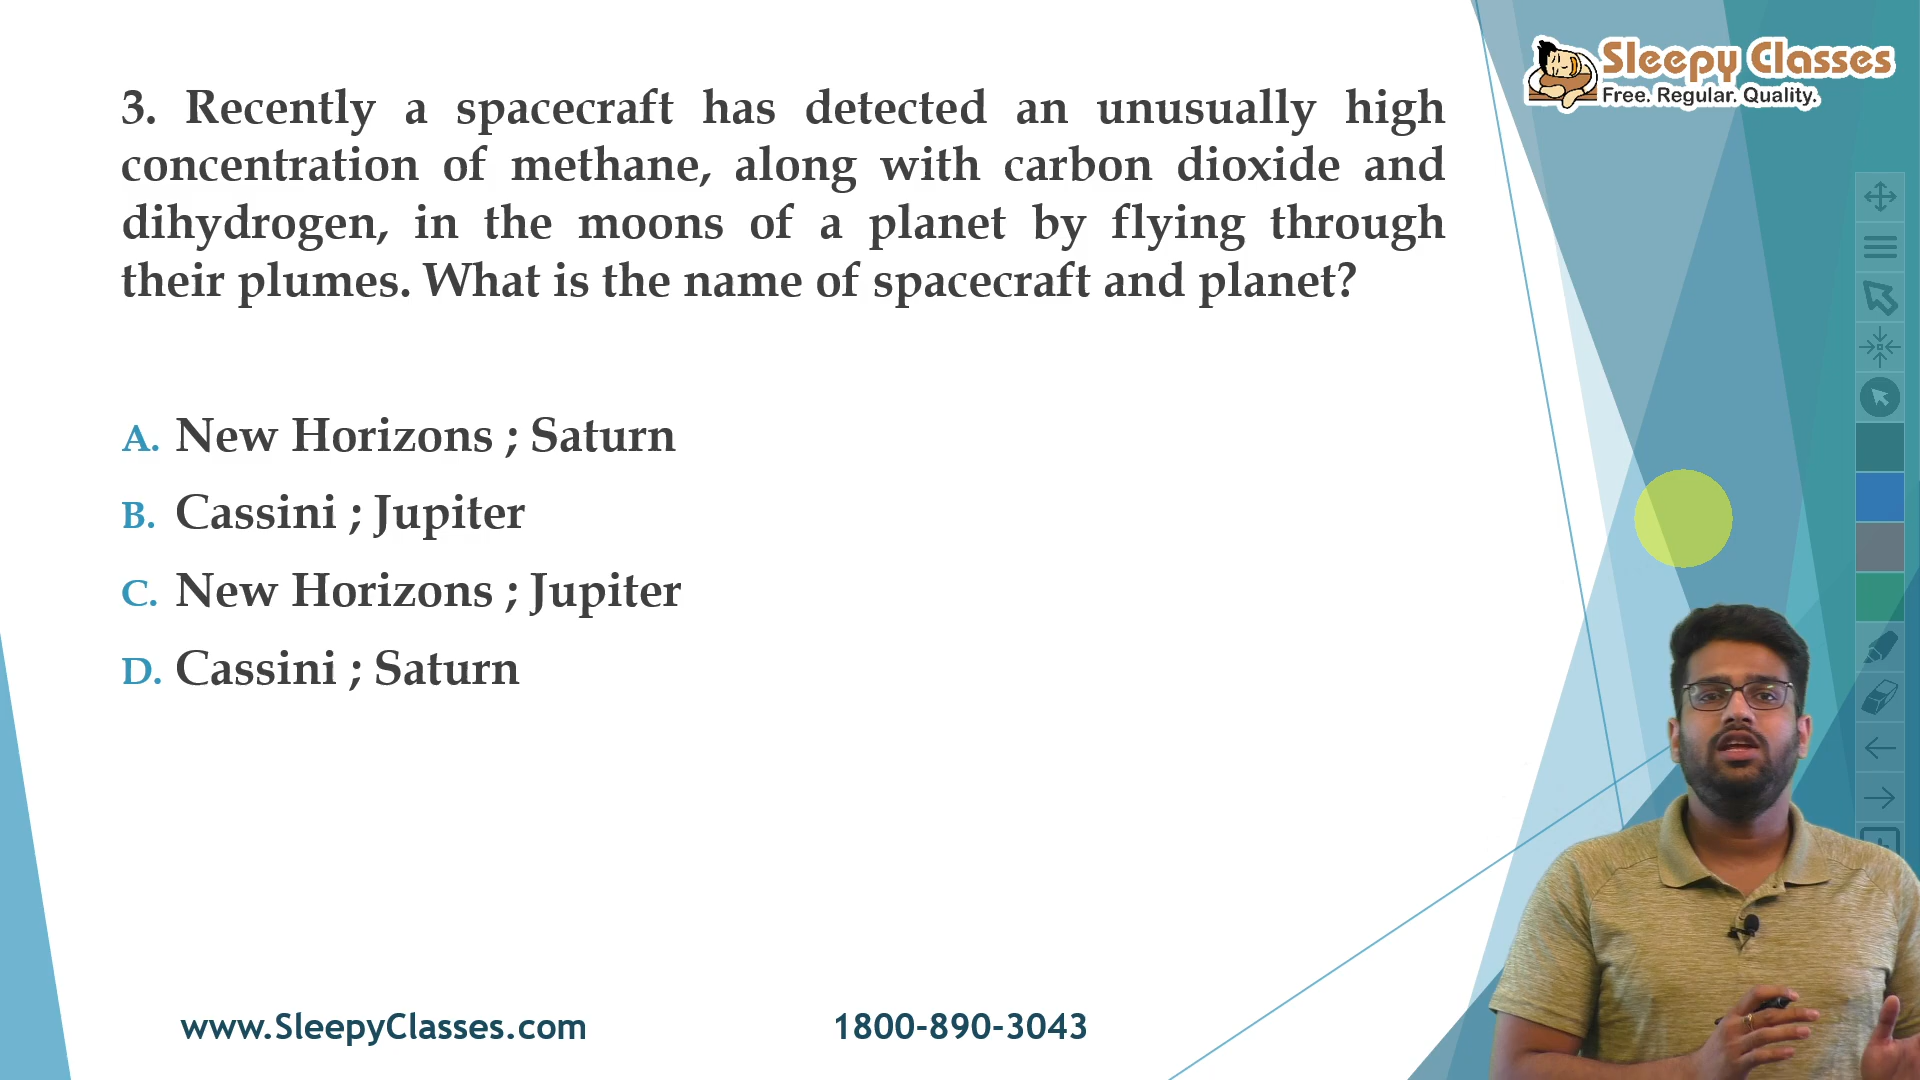 Sleepy Classes
Free. Regular. Quality.
3. Recently a spacecraft has detected an unusually high
concentration of methane, along with carbon dioxide and
dihydrogen, in the moons of a planet by flying through
their plumes. What is the name of spacecraft and planet?
A. New Horizons ; Saturn
B. Cassini ; Jupiter
C. New Horizons ; Jupiter
D. Cassini ; Saturn
www.SleepyClasses.com 1800-890-3043